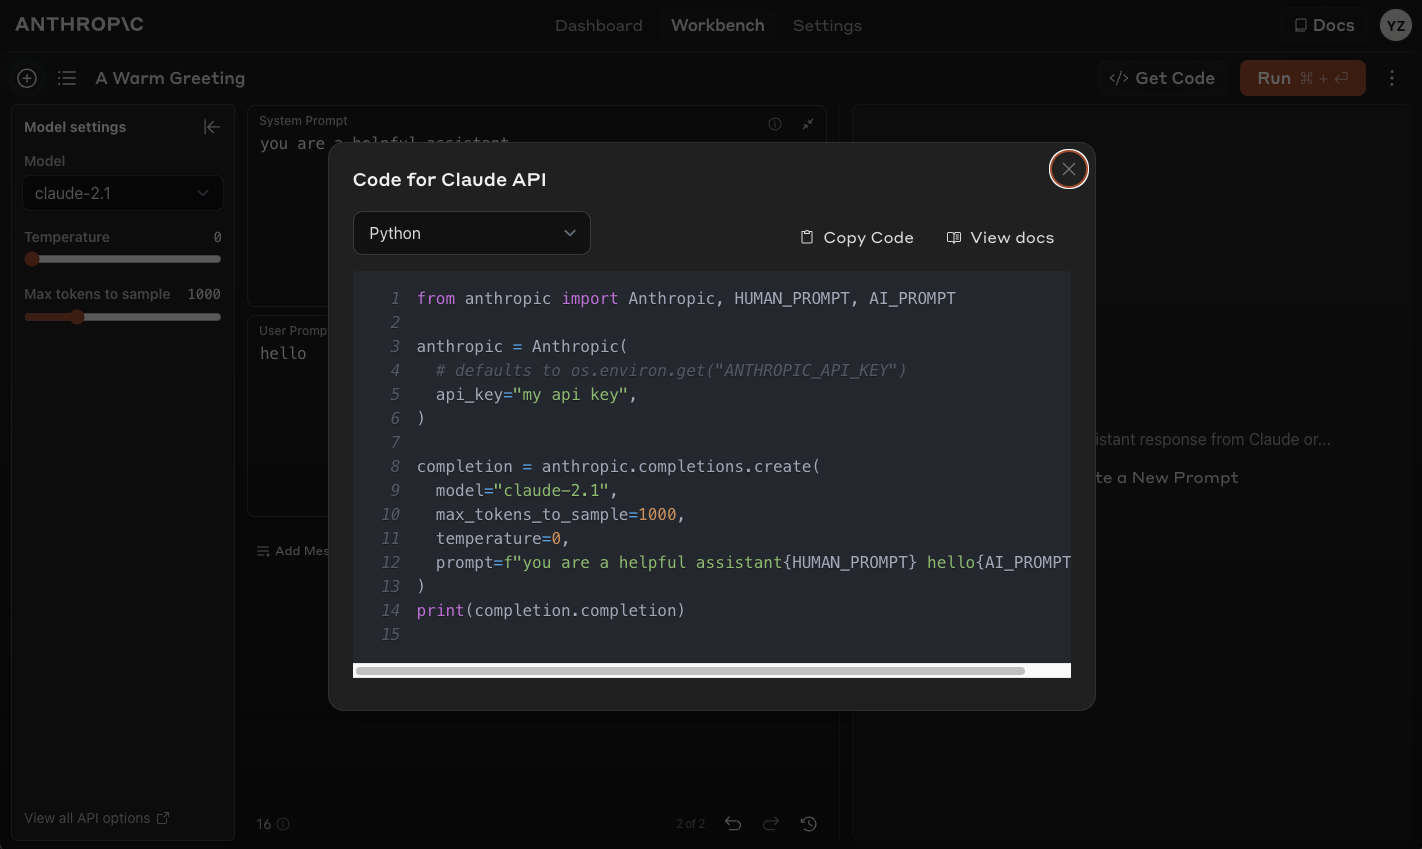 ANTHROP\C
Dashboard
Workbench
Settings
Docs
YZ
A Warm Greeting
Get Code
Run ⌘ + ⏎
Model settings
Model
claude-2.1
Temperature 0
Max tokens to sample 1000
View all API options
System Prompt
you are a helpful assistant
User Promp
hello
Add Mes
16
2 of 2
istant response from Claude or...
te a New Prompt
Code for Claude API
Python
Copy Code
View docs
1 from anthropic import Anthropic, HUMAN_PROMPT, AI_PROMPT
2
3 anthropic = Anthropic(
4 # defaults to os.environ.get("ANTHROPIC_API_KEY")
5 api_key="my api key",
6 )
7
8 completion = anthropic.completions.create(
9 model="claude-2.1",
10 max_tokens_to_sample=1000,
11 temperature=0,
12 prompt=f"you are a helpful assistant{HUMAN_PROMPT} hello{AI_PROMPT
13 )
14 print(completion.completion)
15